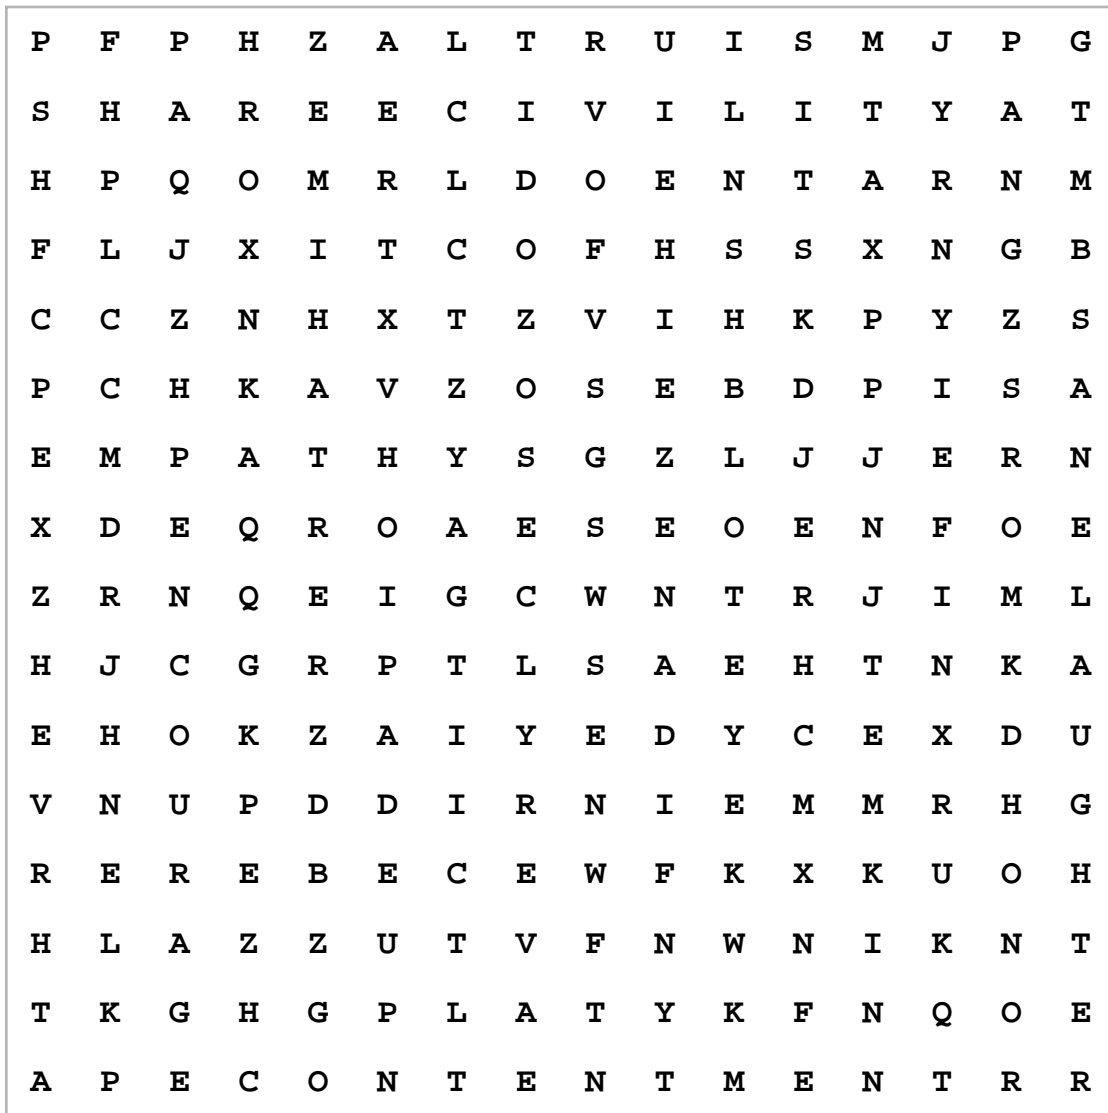 P F P H Z A L T R U I S M J P G
S H A R E E C I V I L I T Y A T
H P Q O M R L D O E N T A R N M
F L J X I T C O F H S S X N G B
C C Z N H X T Z V I H K P Y Z S
P C H K A V Z O S E B D P I S A
E M P A T H Y S G Z L J J E R N
X D E Q R O A E S E O E N F O E
Z R N Q E I G C W N T R J I M L
H J C G R P T L S A E H T N K A
E H O K Z A I Y E D Y C E X D U
V N U P D D I R N I E M M R H G
R E R E B E C E W F K X K U O H
H L A Z Z U T V F N W N I K N T
T K G H G P L A T Y K F N Q O E
A P E C O N T E N T M E N T R R